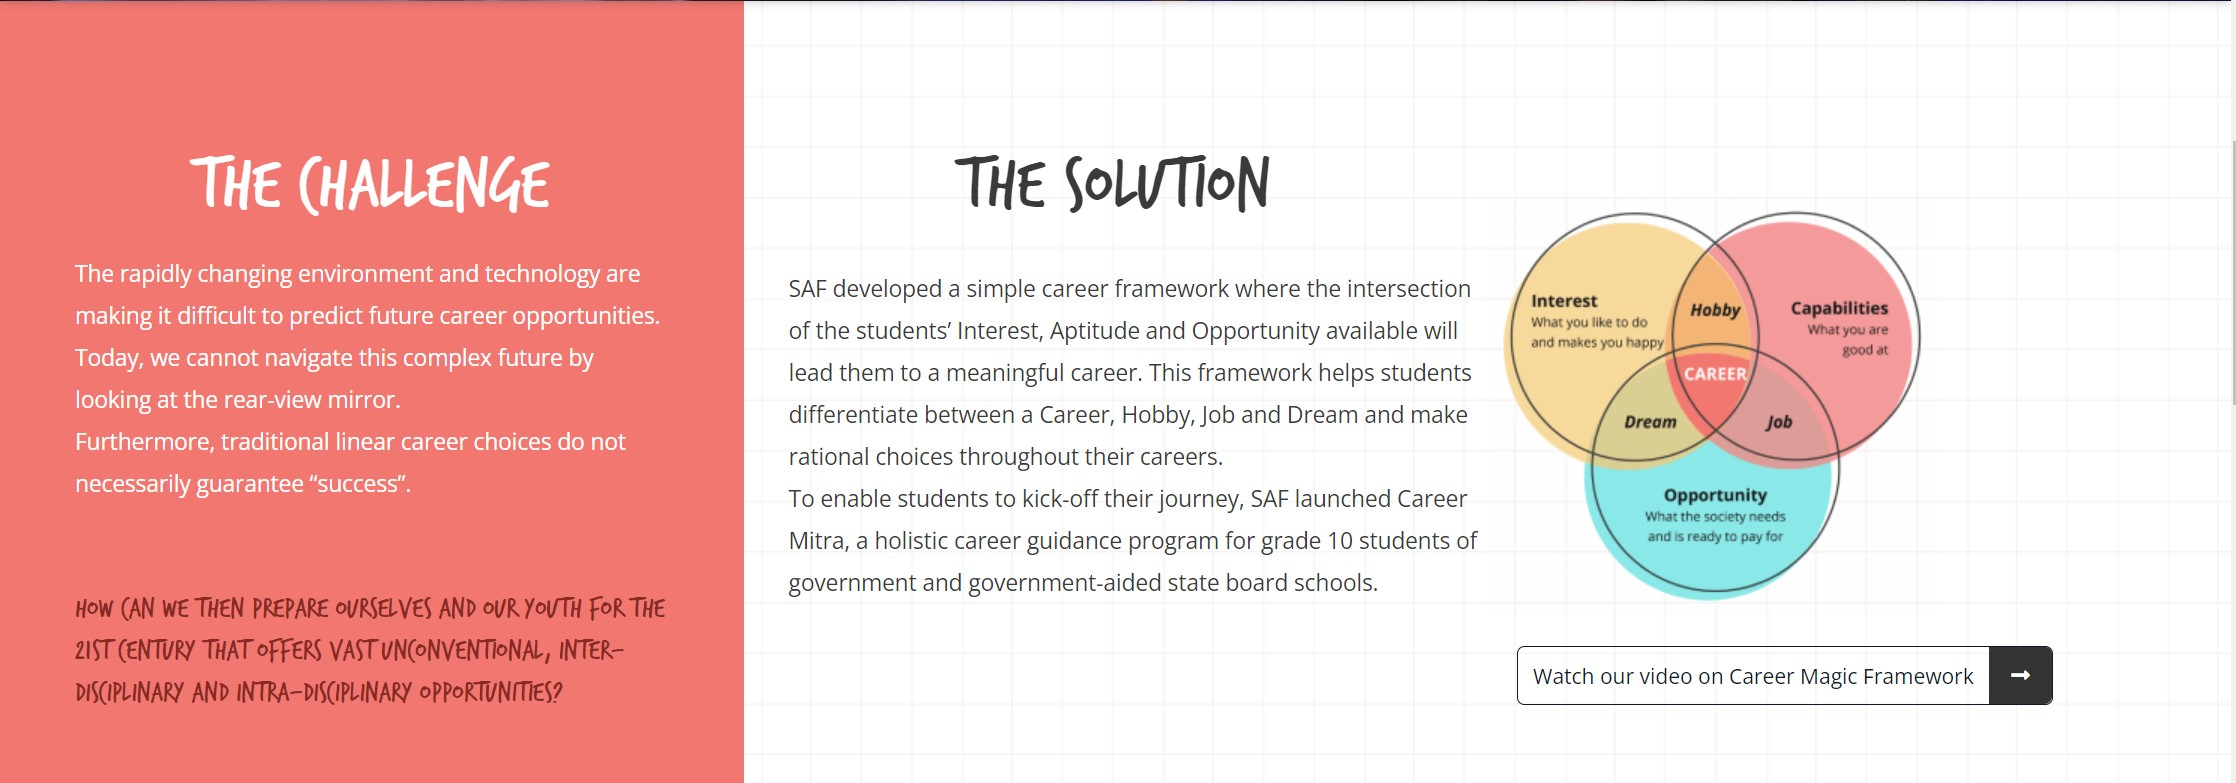 THE CHALLENGE
The rapidly changing environment and technology are
making it difficult to predict future career opportunities.
Today, we cannot navigate this complex future by
looking at the rear-view mirror.
Furthermore, traditional linear career choices do not
necessarily guarantee “success”.
HOW CAN WE THEN PREPARE OURSELVES AND OUR YOUTH FOR THE
21ST CENTURY THAT OFFERS VAST UNCONVENTIONAL, INTER-
DISCIPLINARY AND INTRA-DISCIPLINARY OPPORTUNITIES?
THE SOLUTION
SAF developed a simple career framework where the intersection
of the students’ Interest, Aptitude and Opportunity available will
lead them to a meaningful career. This framework helps students
differentiate between a Career, Hobby, Job and Dream and make
rational choices throughout their careers.
To enable students to kick-off their journey, SAF launched Career
Mitra, a holistic career guidance program for grade 10 students of
government and government-aided state board schools.
Interest
What you like to do
and makes you happy
Hobby
Capabilities
What you are
good at
CAREER
Dream
Job
Opportunity
What the society needs
and is ready to pay for
Watch our video on Career Magic Framework